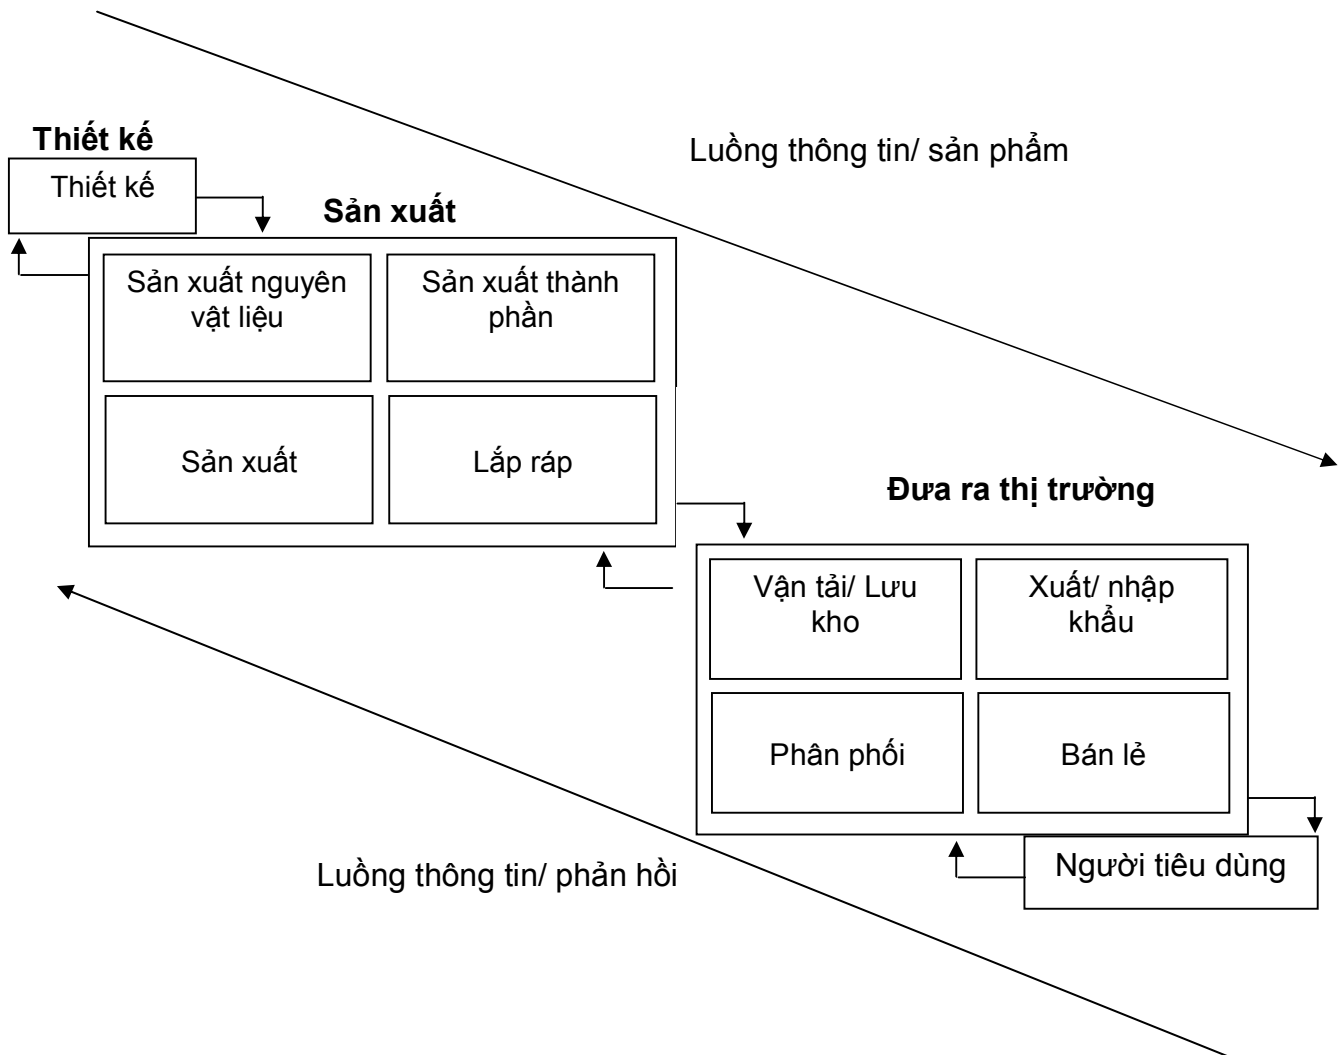 Thiết kế
Thiết kế
Luồng thông tin/ sản phẩm
Sản xuất
Sản xuất nguyên
vật liệu
Sản xuất thành
phần
Sản xuất
Lắp ráp
Đưa ra thị trường
Vận tải/ Lưu
kho
Xuất/ nhập
khẩu
Phân phối
Bán lẻ
Người tiêu dùng
Luồng thông tin/ phản hồi